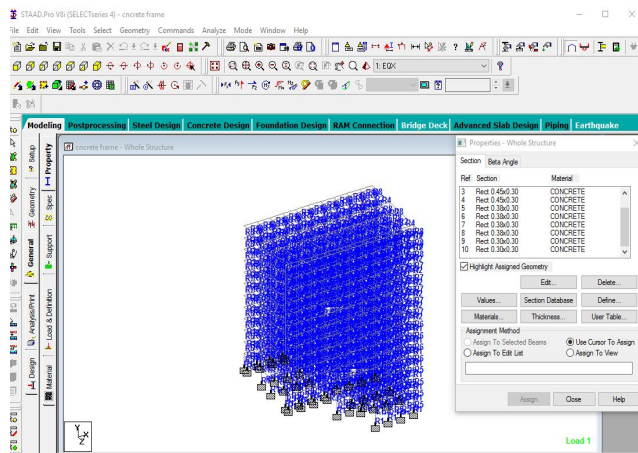 STAAD.Pro V8i (SELECTseries 4) - cncrete frame
File Edit View Tools Select Geometry Commands Analyze Mode Window Help
1: EQX
Modeling Postprocessing Steel Design Concrete Design Foundation Design RAM Connection Bridge Deck Advanced Slab Design Piping Earthquake
cncrete frame - Whole Structure
Setup
Geometry
General
Analysis/Print
Design
Property
Spec
Support
Load & Definition
Material
Properties - Whole Structure
Section Beta Angle
Ref Section Material
3 Rect 0.45x0.30 CONCRETE
4 Rect 0.45x0.30 CONCRETE
5 Rect 0.38x0.30 CONCRETE
6 Rect 0.38x0.30 CONCRETE
7 Rect 0.38x0.30 CONCRETE
8 Rect 0.38x0.30 CONCRETE
9 Rect 0.30x0.30 CONCRETE
10 Rect 0.30x0.30 CONCRETE
Highlight Assigned Geometry
Edit... Delete...
Values... Section Database Define...
Materials... Thickness... User Table...
Assignment Method
Assign To Selected Beams Use Cursor To Assign
Assign To Edit List Assign To View
Assign Close Help
Y
X
Z
Load 1